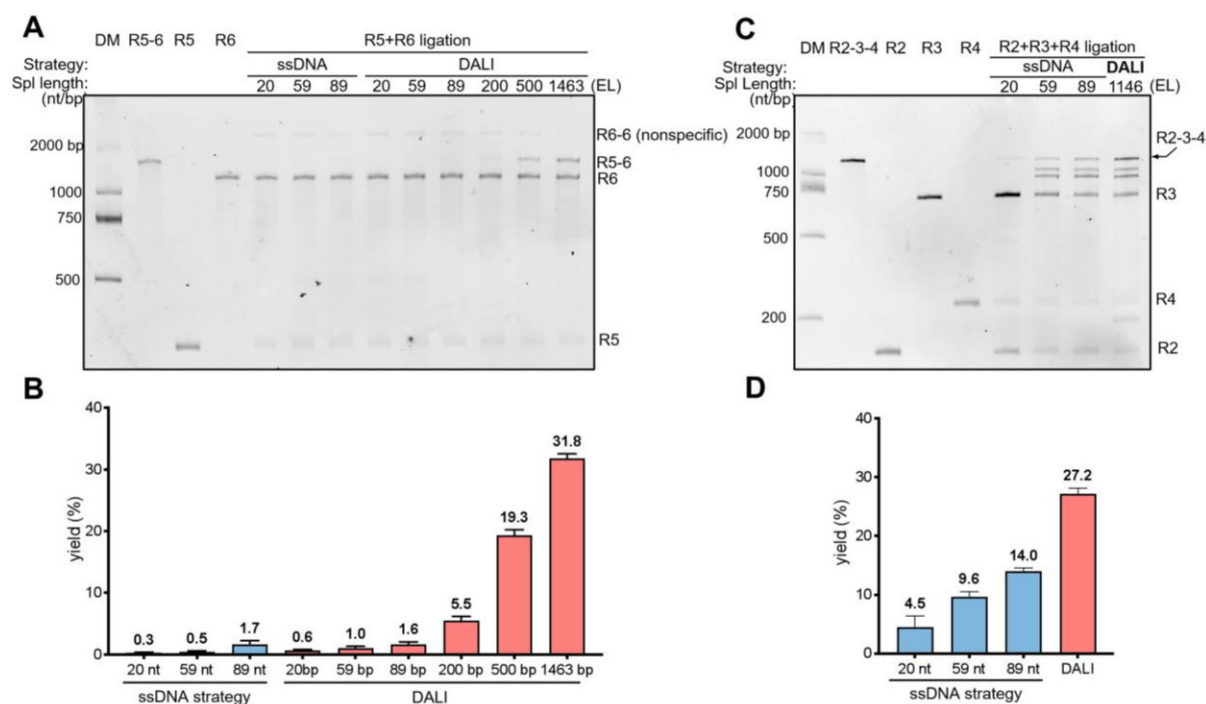 A
DM R5-6 R5 R6 R5+R6 ligation
Strategy: ssDNA DALI
Spl length: 20 59 89 20 59 89 200 500 1463 (EL)
(nt/bp)
2000 bp
1000
750
500
R6-6 (nonspecific)
R5-6
R6
R5
B
yield (%)
40
30
20
10
0
0.3 0.5 1.7 0.6 1.0 1.6 5.5 19.3 31.8
20 nt 59 nt 89 nt 20bp 59 bp 89 bp 200 bp 500 bp 1463 bp
ssDNA strategy DALI
C
DM R2-3-4 R2 R3 R4 R2+R3+R4 ligation
Strategy: ssDNA DALI
Spl Length: 20 59 89 1146 (EL)
(nt/bp)
2000 bp
1000
750
500
200
R2-3-4
R3
R4
R2
D
yield (%)
40
30
20
10
0
4.5 9.6 14.0 27.2
20 nt 59 nt 89 nt DALI
ssDNA strategy